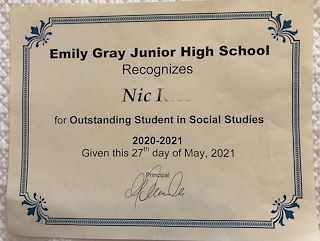 Emily Gray Junior High School
Recognizes
Nic
for Outstanding Student in Social Studies
2020-2021
Given this 27th day of May, 2021
Principal